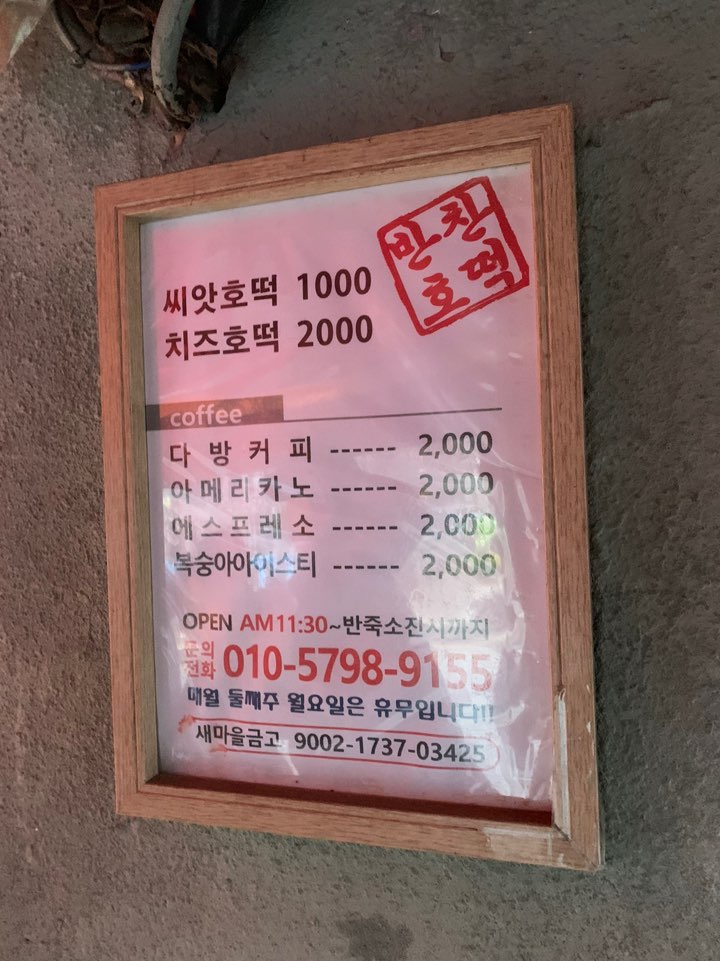 반찬
호떡
씨앗호떡 1000
치즈호떡 2000
coffee
다방커피 ------ 2,000
아메리카노 ------ 2,000
에스프레소 ------ 2,000
복숭아아이스티 ------ 2,000
OPEN AM11:30~반죽소진시까지
문의전화 010-5798-9155
매월 둘째주 월요일은 휴무입니다!!
새마을금고 9002-1737-03425